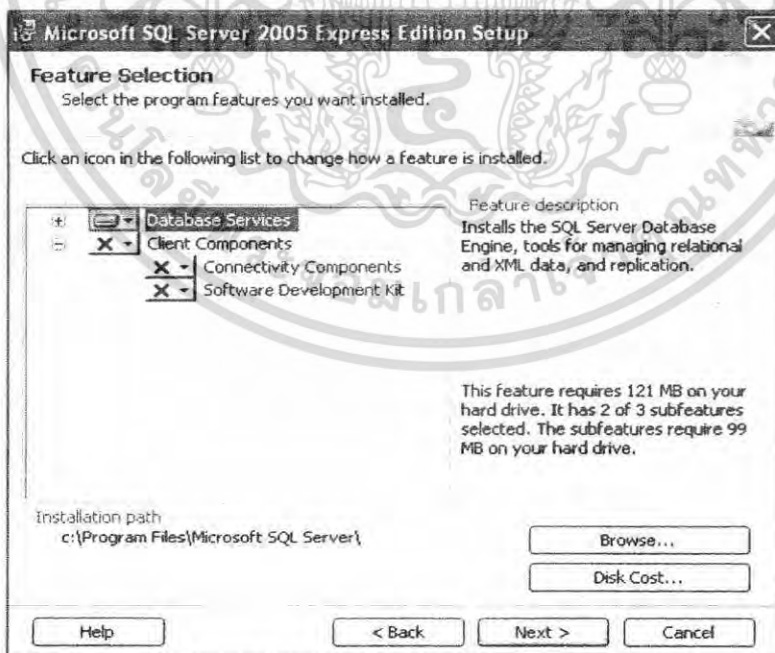 Microsoft SQL Server 2005 Express Edition Setup
Feature Selection
Select the program features you want installed.
Click an icon in the following list to change how a feature is installed.
Database Services
Client Components
Connectivity Components
Software Development Kit
Feature description
Installs the SQL Server Database
Engine, tools for managing relational
and XML data, and replication.
This feature requires 121 MB on your
hard drive. It has 2 of 3 subfeatures
selected. The subfeatures require 99
MB on your hard drive.
Installation path
c:\Program Files\Microsoft SQL Server\
Browse...
Disk Cost...
Help
< Back
Next >
Cancel